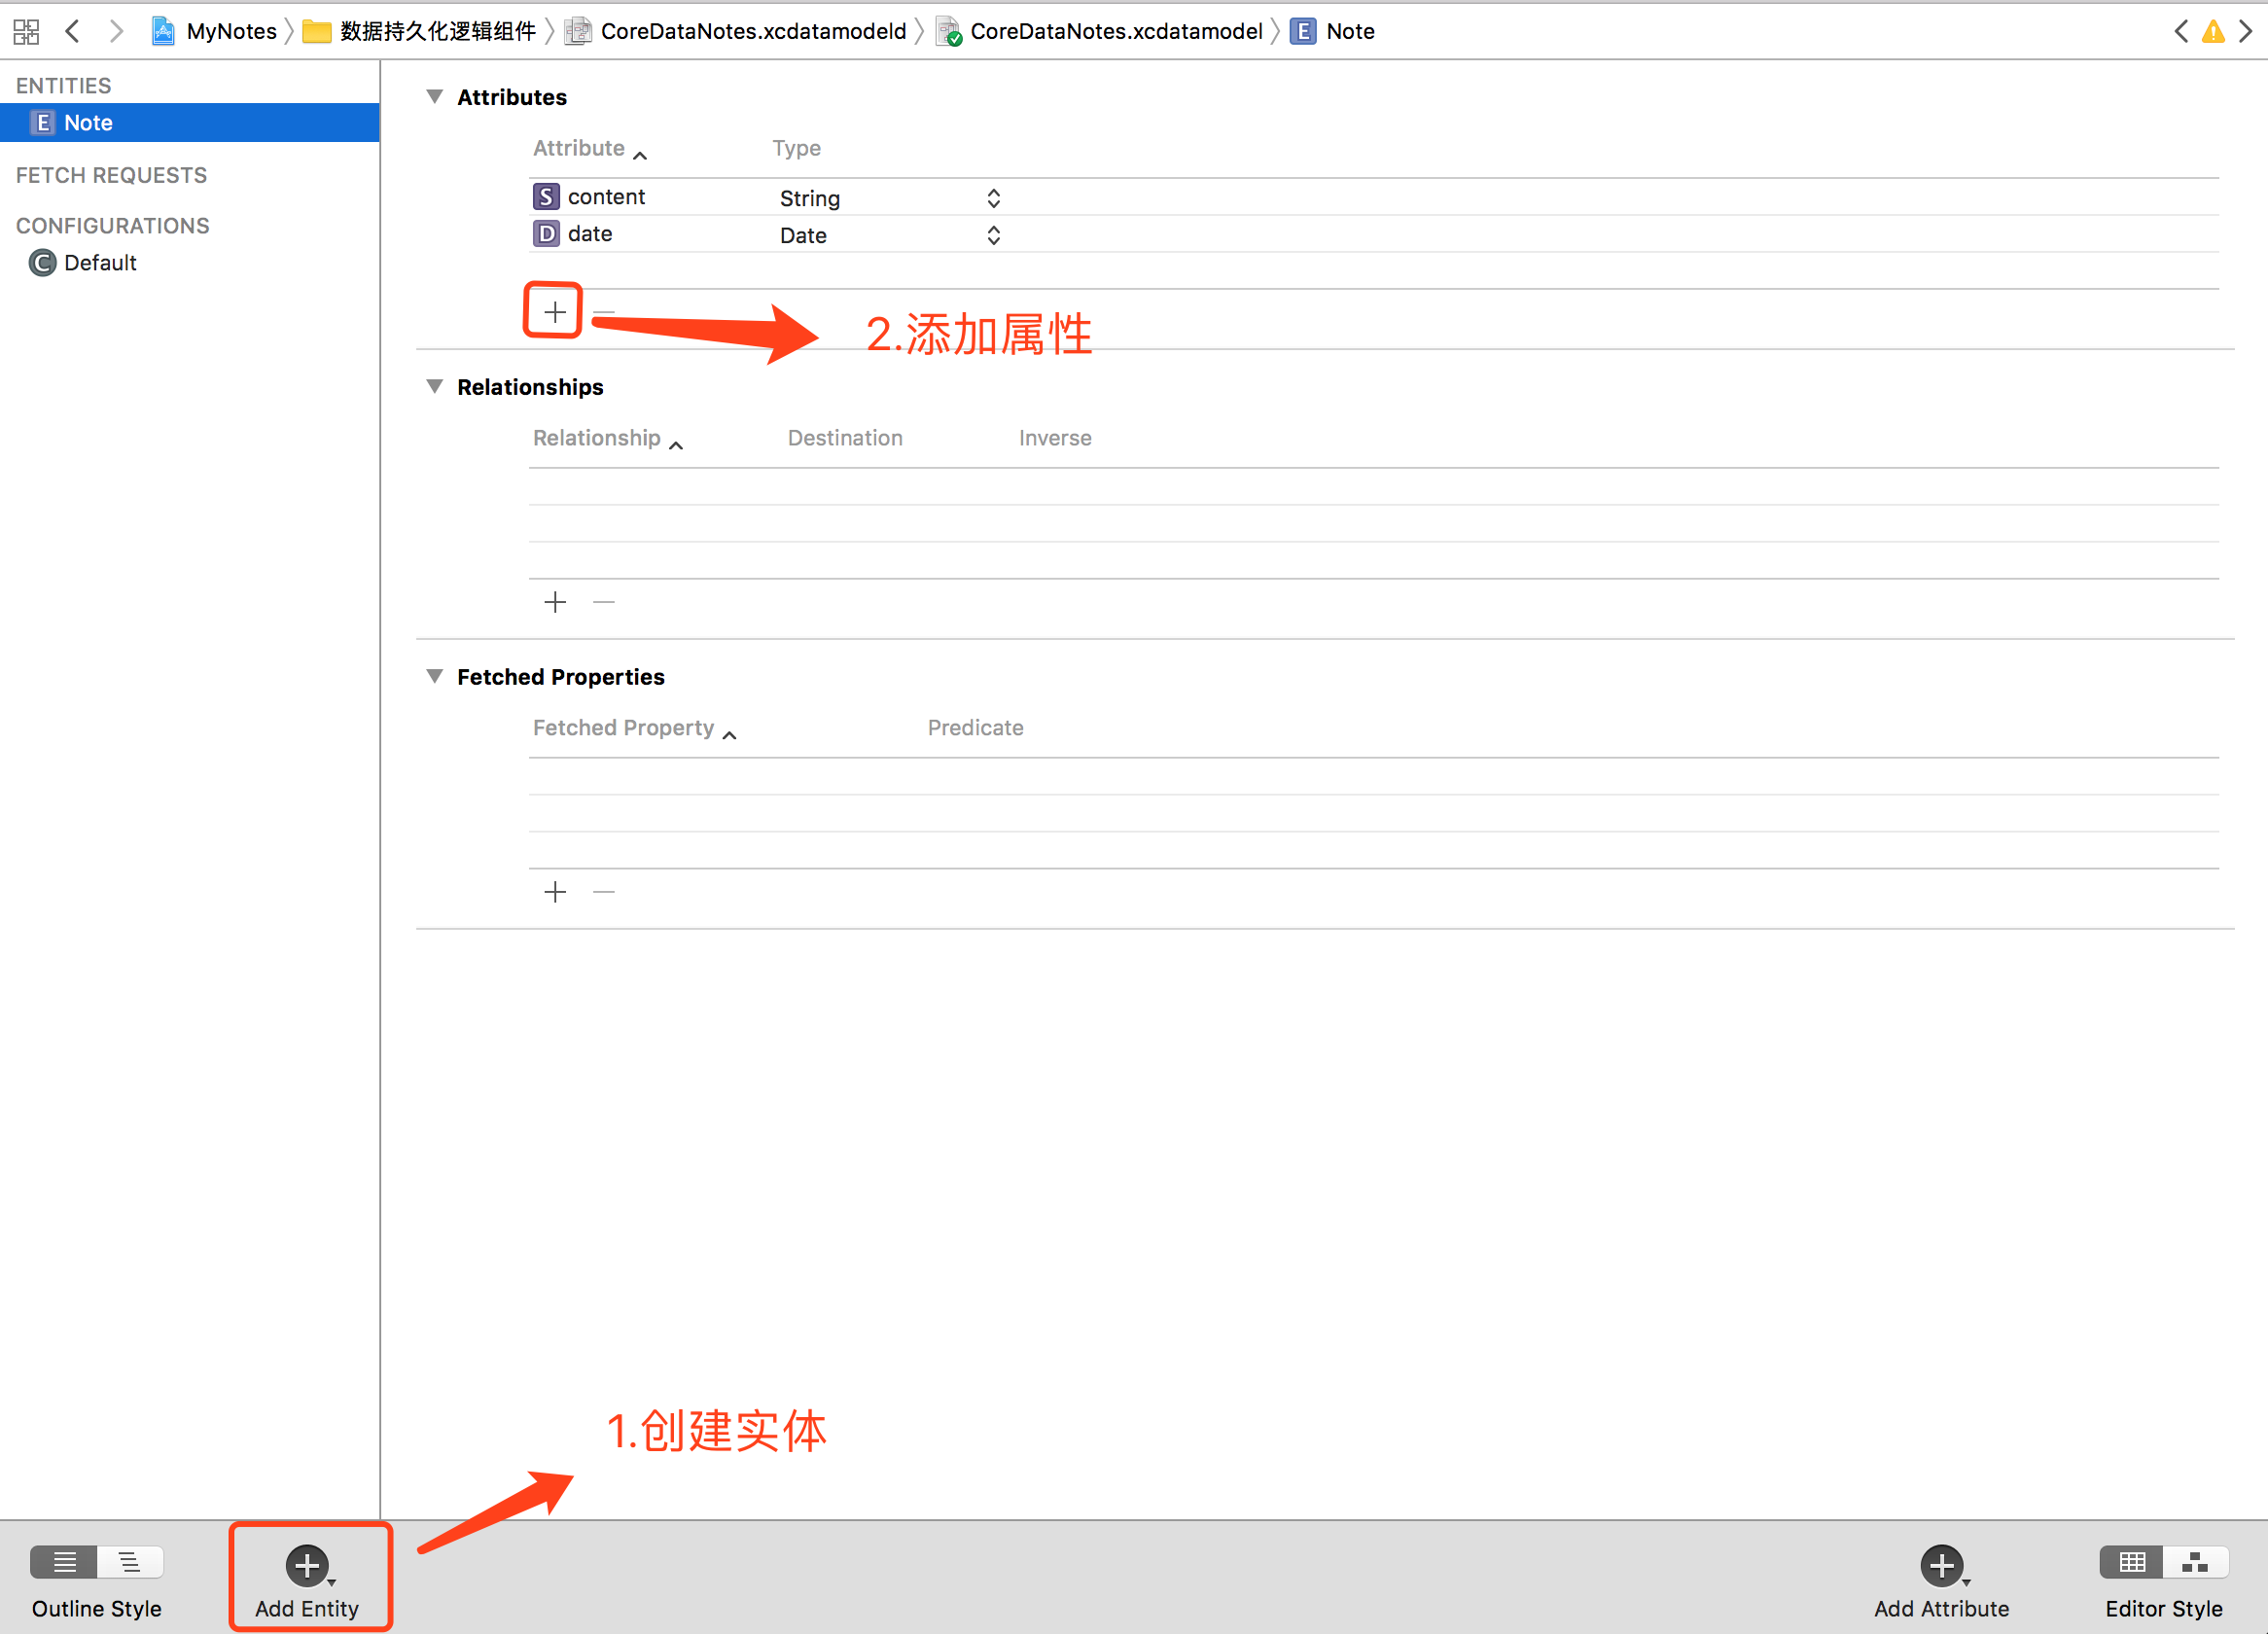 MyNotes 数据持久化逻辑组件 CoreDataNotes.xcdatamodeld CoreDataNotes.xcdatamodel E Note
ENTITIES
E Note
FETCH REQUESTS
CONFIGURATIONS
C Default
Attributes
Attribute Type
S content String
D date Date
2.添加属性
Relationships
Relationship Destination Inverse
Fetched Properties
Fetched Property Predicate
1.创建实体
Outline Style Add Entity Add Attribute Editor Style